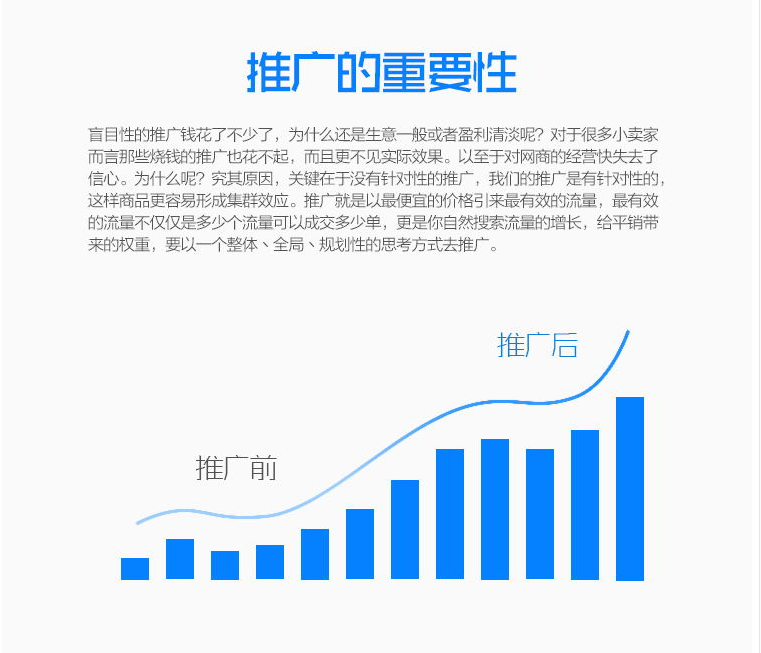 推广的重要性
盲目性的推广钱花了不少了，为什么还是生意一般或者盈利清淡呢？对于很多小卖家
而言那些烧钱的推广也花不起，而且更不见实际效果。以至于对网商的经营快失去了
信心。为什么呢？究其原因，关键在于没有针对性的推广，我们的推广是有针对性的，
这样商品更容易形成集群效应。推广就是以最便宜的价格引来最有效的流量，最有效
的流量不仅仅是多少个流量可以成交多少单，更是你自然搜索流量的增长，给平销带
来的权重，要以一个整体、全局、规划性的思考方式去推广。
推广后
推广前